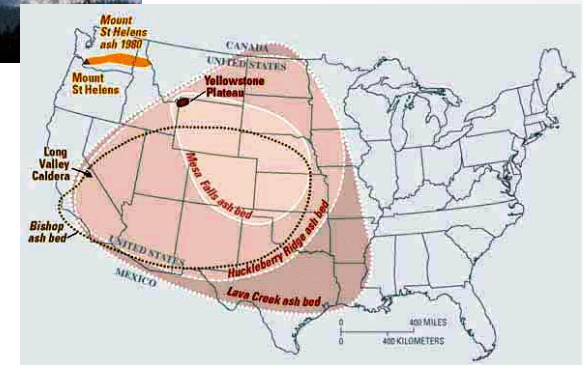 Mount
St Helens
ash 1980
CANADA
UNITED STATES
Mount
St Helens
Yellowstone
Plateau
Long
Valley
Caldera
Mesa Falls ash bed
Bishop
ash bed
Huckleberry Ridge ash bed
UNITED STATES
MEXICO
Lava Creek ash bed
0 400 MILES
0 400 KILOMETERS